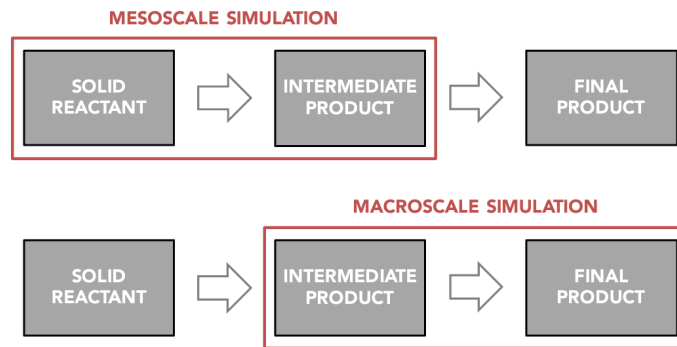 MESOSCALE SIMULATION
SOLID
REACTANT
INTERMEDIATE
PRODUCT
FINAL
PRODUCT
MACROSCALE SIMULATION
SOLID
REACTANT
INTERMEDIATE
PRODUCT
FINAL
PRODUCT